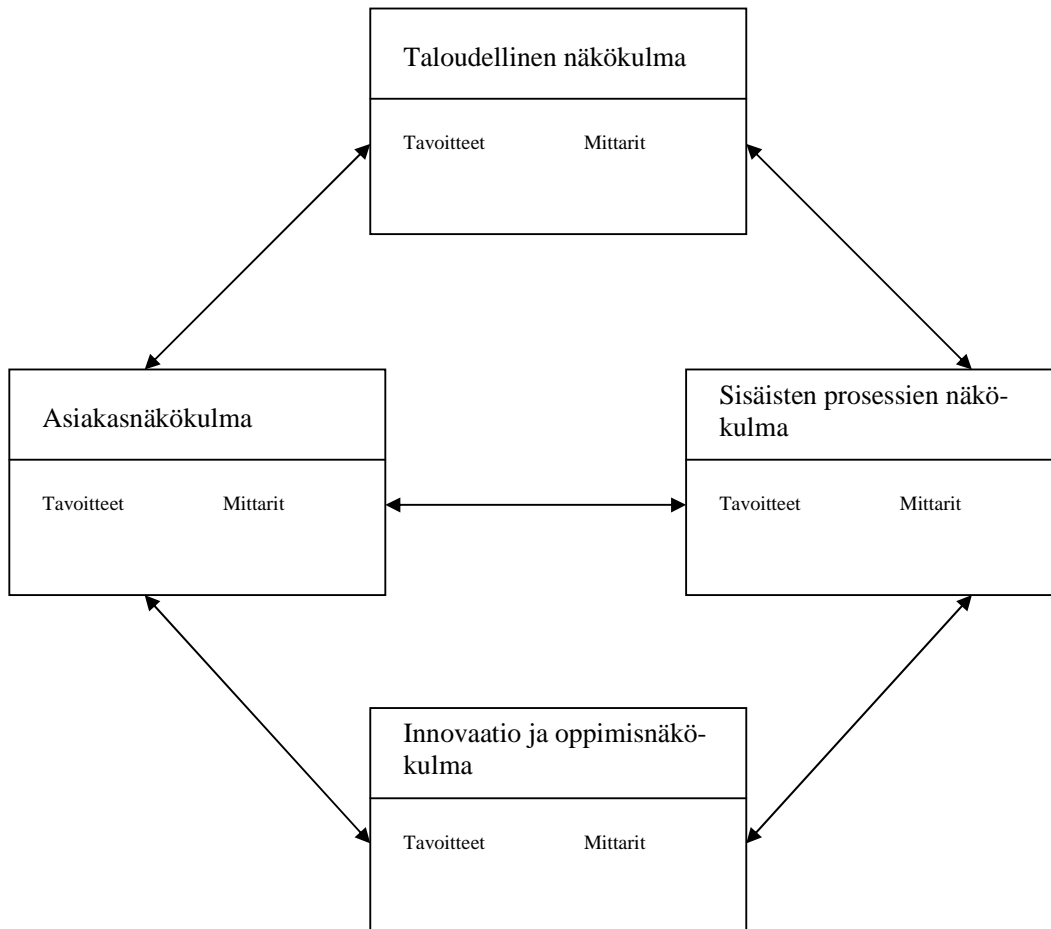 Taloudellinen näkökulma
Tavoitteet Mittarit
Asiakasnäkökulma
Tavoitteet Mittarit
Sisäisten prosessien näkö-
kulma
Tavoitteet Mittarit
Innovaatio ja oppimisnäkö-
kulma
Tavoitteet Mittarit